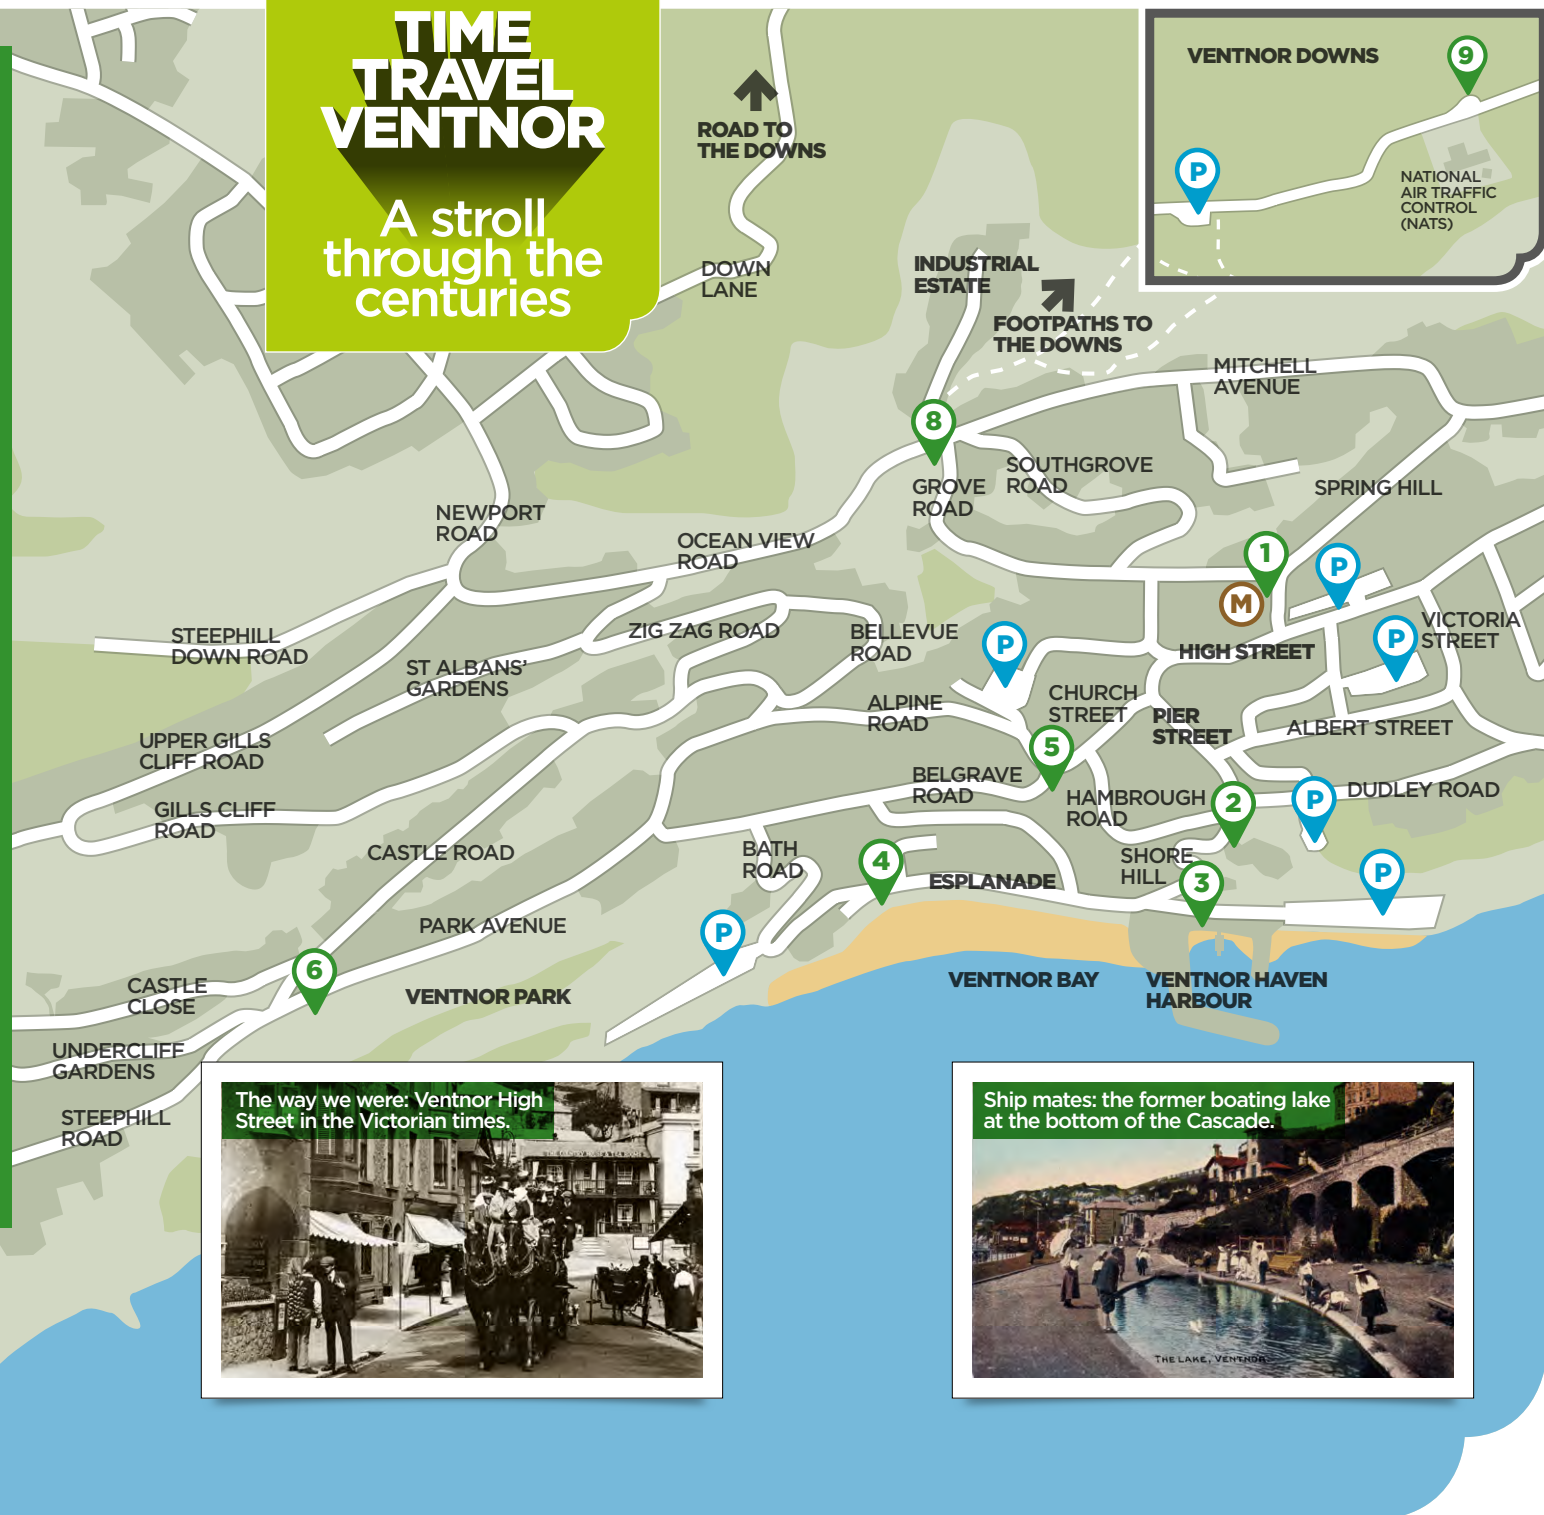 TIME
TRAVEL
VENTNOR
A stroll
through the
centuries
ROAD TO
THE DOWNS
DOWN
LANE
VENTNOR DOWNS
9
P
NATIONAL
AIR TRAFFIC
CONTROL
(NATS)
INDUSTRIAL
ESTATE
FOOTPATHS TO
THE DOWNS
MITCHELL
AVENUE
8
SOUTHGROVE
ROAD
GROVE
ROAD
SPRING HILL
NEWPORT
ROAD
OCEAN VIEW
ROAD
1
P
M
STEEPHILL
DOWN ROAD
ZIG ZAG ROAD
BELLEVUE
ROAD
P
HIGH STREET
P
VICTORIA
STREET
ST ALBANS'
GARDENS
ALPINE
ROAD
CHURCH
STREET
PIER
STREET
ALBERT STREET
UPPER GILLS
CLIFF ROAD
5
BELGRAVE
ROAD
HAMBROUGH
ROAD
2
P
DUDLEY ROAD
GILLS CLIFF
ROAD
CASTLE ROAD
BATH
ROAD
4
ESPLANADE
SHORE
HILL
3
P
PARK AVENUE
P
6
CASTLE
CLOSE
VENTNOR PARK
VENTNOR BAY
VENTNOR HAVEN
HARBOUR
UNDERCLIFF
GARDENS
STEEPHILL
ROAD
The way we were: Ventnor High
Street in the Victorian times.
Ship mates: the former boating lake
at the bottom of the Cascade.
THE LAKE, VENTNOR